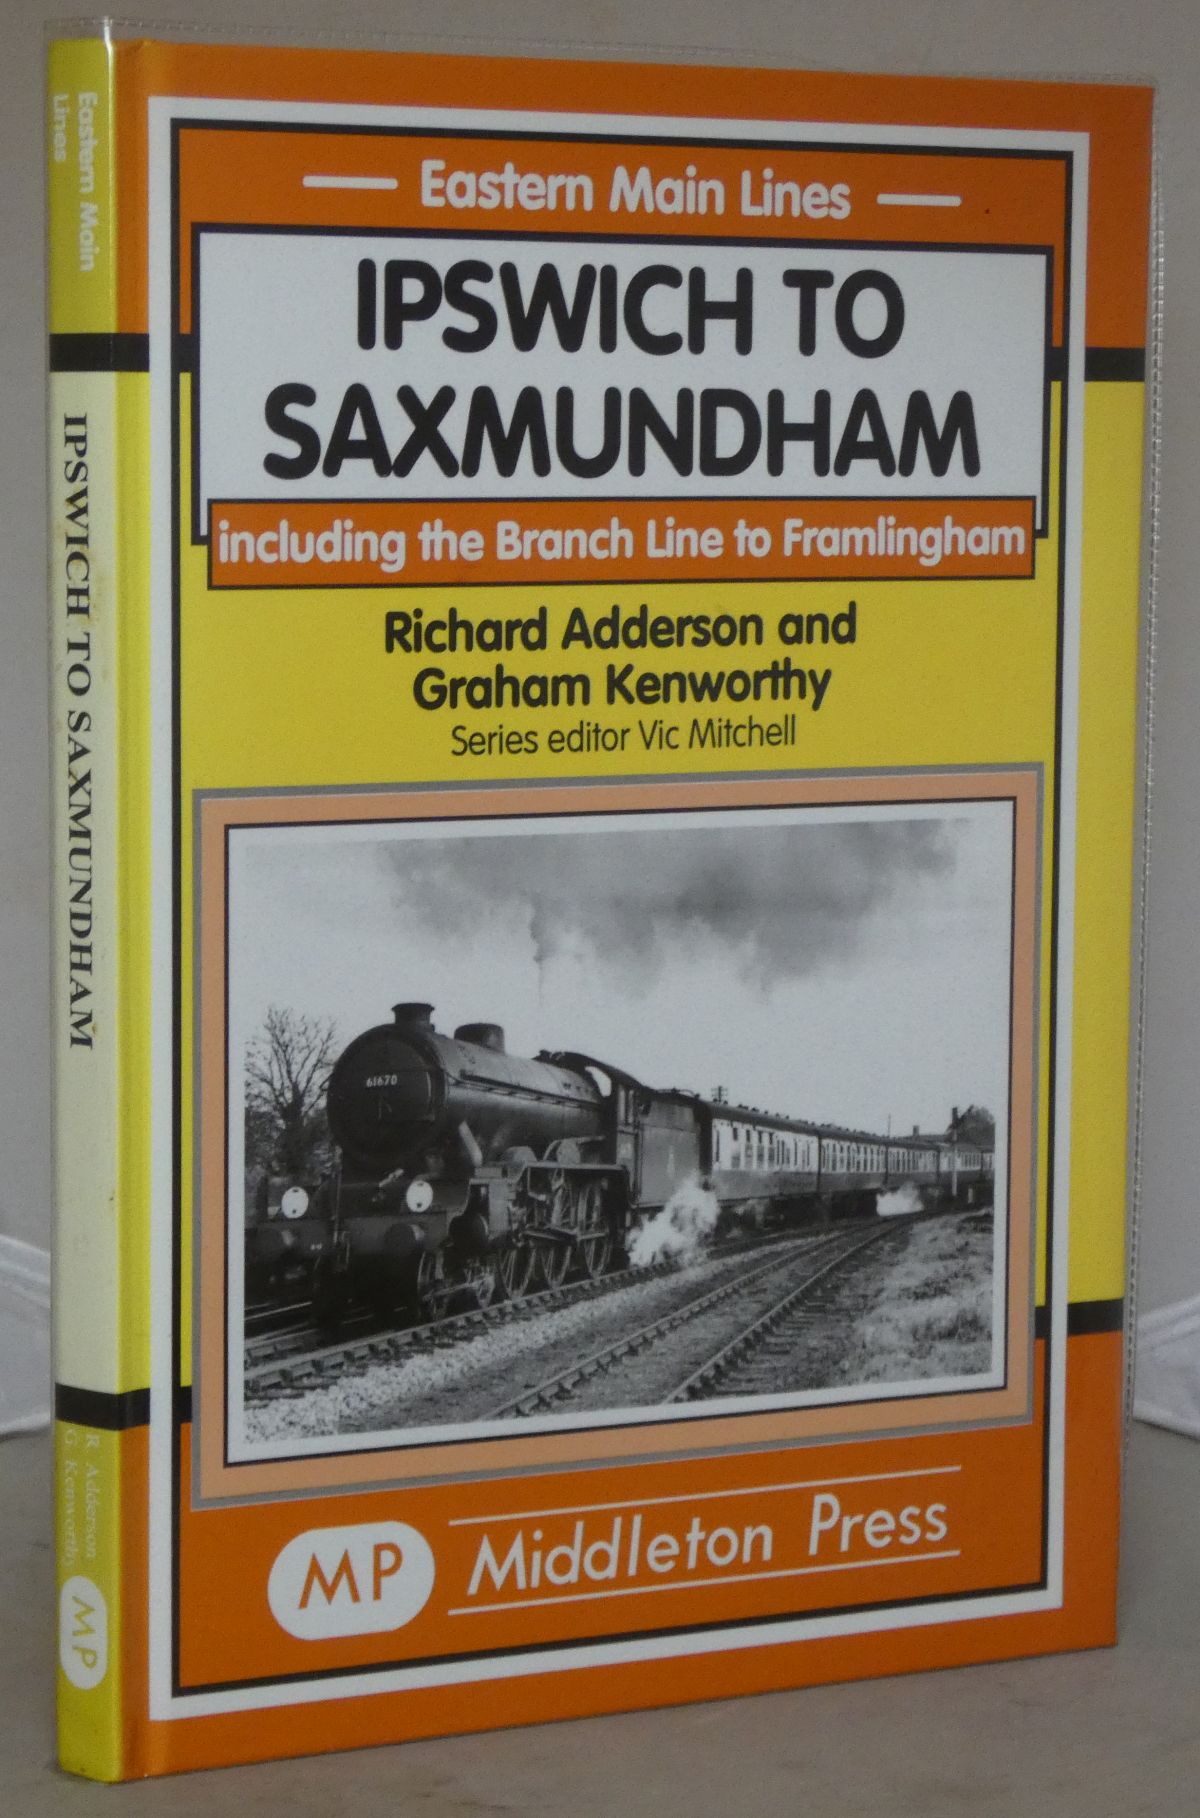 Eastern Main Lines
IPSWICH TO
SAXMUNDHAM
including the Branch Line to Framlingham
Richard Adderson and
Graham Kenworthy
Series editor Vic Mitchell
61670
MP Middleton Press
Eastern Main
Lines
IPSWICH TO SAXMUNDHAM
R Adderson
G Kenworthy
MP